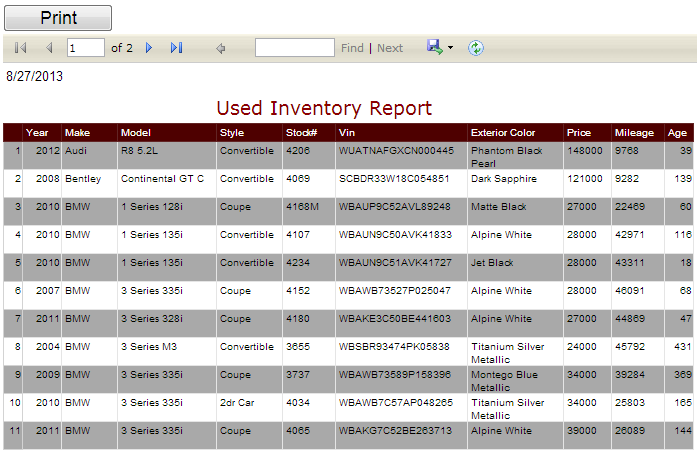 Print
1 of 2 Find | Next
8/27/2013
Used Inventory Report
Year Make Model Style Stock# Vin Exterior Color Price Mileage Age
1 2012 Audi R8 5.2L Convertible 4206 WUATNAFGXCN000445 Phantom Black 148000 9768 39
Pearl
2 2008 Bentley Continental GT C Convertible 4069 SCBDR33W18C054851 Dark Sapphire 121000 9282 139
3 2010 BMW 1 Series 128i Coupe 4168M WBAUP9C52AVL89248 Matte Black 27000 22469 60
4 2010 BMW 1 Series 135i Convertible 4107 WBAUN9C50AVK41833 Alpine White 28000 42971 116
5 2010 BMW 1 Series 135i Convertible 4234 WBAUN9C51AVK41727 Jet Black 28000 43311 18
6 2007 BMW 3 Series 335i Coupe 4152 WBAWB73527P025047 Alpine White 28000 46091 68
7 2011 BMW 3 Series 328i Coupe 4180 WBAKE3C50BE441603 Alpine White 27000 44869 47
8 2004 BMW 3 Series M3 Convertible 3655 WBSBR93474PK05838 Titanium Silver 24000 45792 431
Metallic
9 2009 BMW 3 Series 335i Coupe 3737 WBAWB73589P158396 Montego Blue 34000 39284 369
Metallic
10 2010 BMW 3 Series 335i 2dr Car 4034 WBAWB7C57AP048265 Titanium Silver 34000 25803 165
Metallic
11 2011 BMW 3 Series 335i Coupe 4065 WBAKG7C52BE263713 Alpine White 39000 26089 144